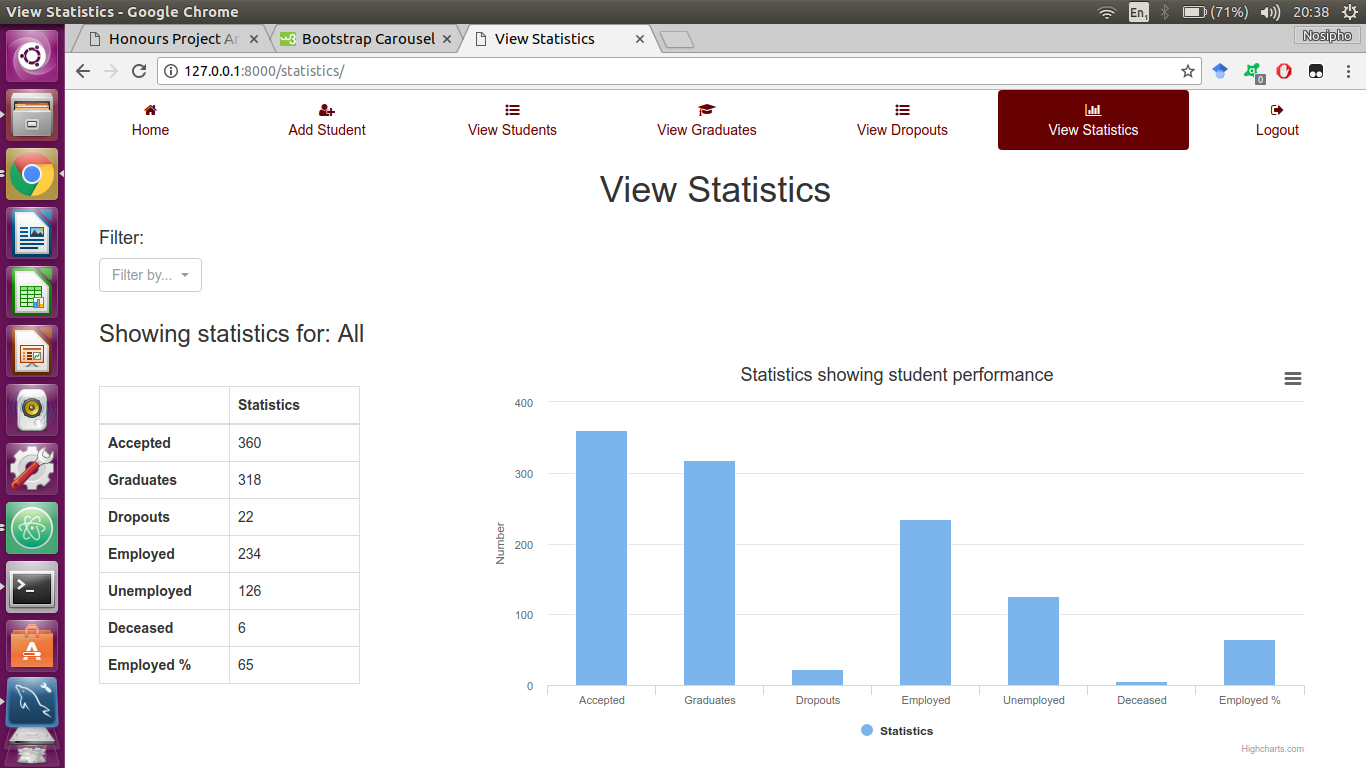 View Statistics - Google Chrome
En1 (71%) 20:38
Honours Project Ar
Bootstrap Carousel
View Statistics
Nosipho
127.0.0.1:8000/statistics/
0
Home
Add Student
View Students
View Graduates
View Dropouts
View Statistics
Logout
View Statistics
Filter:
Filter by...
Showing statistics for: All
Statistics
Accepted 360
Graduates 318
Dropouts 22
Employed 234
Unemployed 126
Deceased 6
Employed % 65
Statistics showing student performance
Number
400
300
200
100
0
Accepted Graduates Dropouts Employed Unemployed Deceased Employed %
Statistics
Highcharts.com